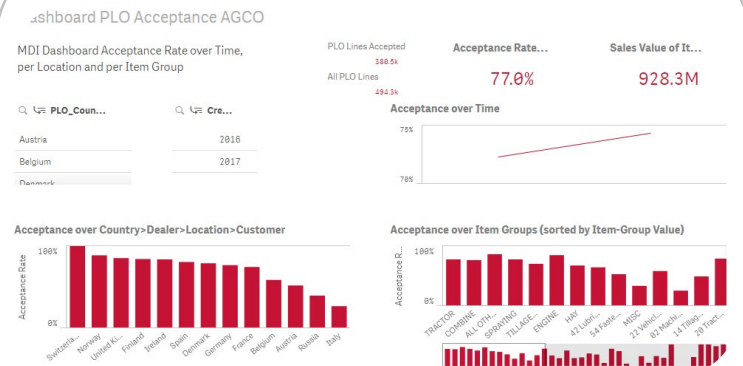 ashboard PLO Acceptance AGCO
MDI Dashboard Acceptance Rate over Time,
per Location and per Item Group
PLO Lines Accepted
380.5k
All PLO Lines
494.3k
Acceptance Rate...
77.0%
Sales Value of It...
928.3M
PLO_Coun...
Cre...
Austria
2016
Belgium
2017
Denmark
Acceptance over Time
75%
70%
Acceptance over Country>Dealer>Location>Customer
Acceptance Rate
100%
0%
Switzerla...
Norway
United Ki...
Finland
Ireland
Spain
Denmark
Germany
France
Belgium
Austria
Russia
Italy
Acceptance over Item Groups (sorted by Item-Group Value)
Acceptance R...
100%
0%
TRACTOR
COMBINE
ALL OTH...
SPRAYING
TILLAGE...
ENGINE
HAY
42 Lubri...
54 Faste...
MISC
22 Vehicl...
02 Machi...
14 Tillag...
20 Tract...